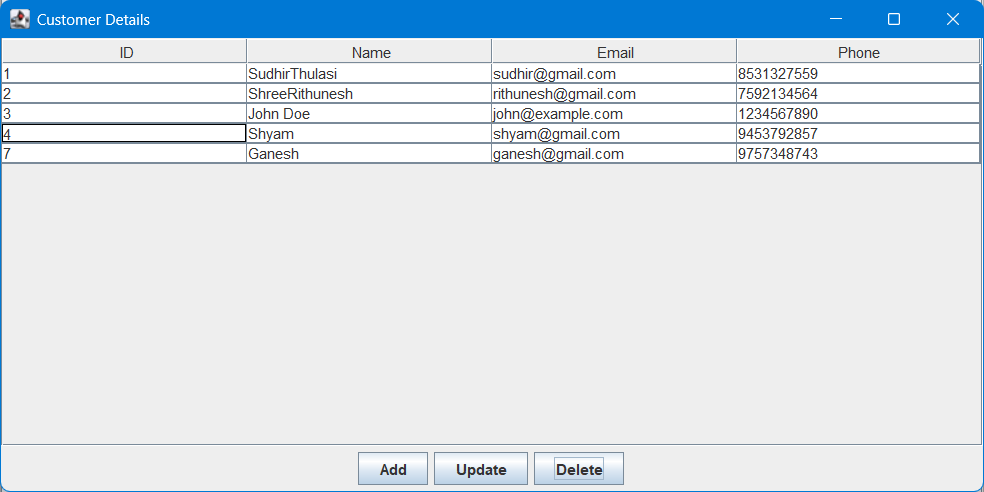 Customer Details
ID Name Email Phone
1 SudhirThulasi sudhir@gmail.com 8531327559
2 ShreeRithunesh rithunesh@gmail.com 7592134564
3 John Doe john@example.com 1234567890
4 Shyam shyam@gmail.com 9453792857
7 Ganesh ganesh@gmail.com 9757348743
Add Update Delete